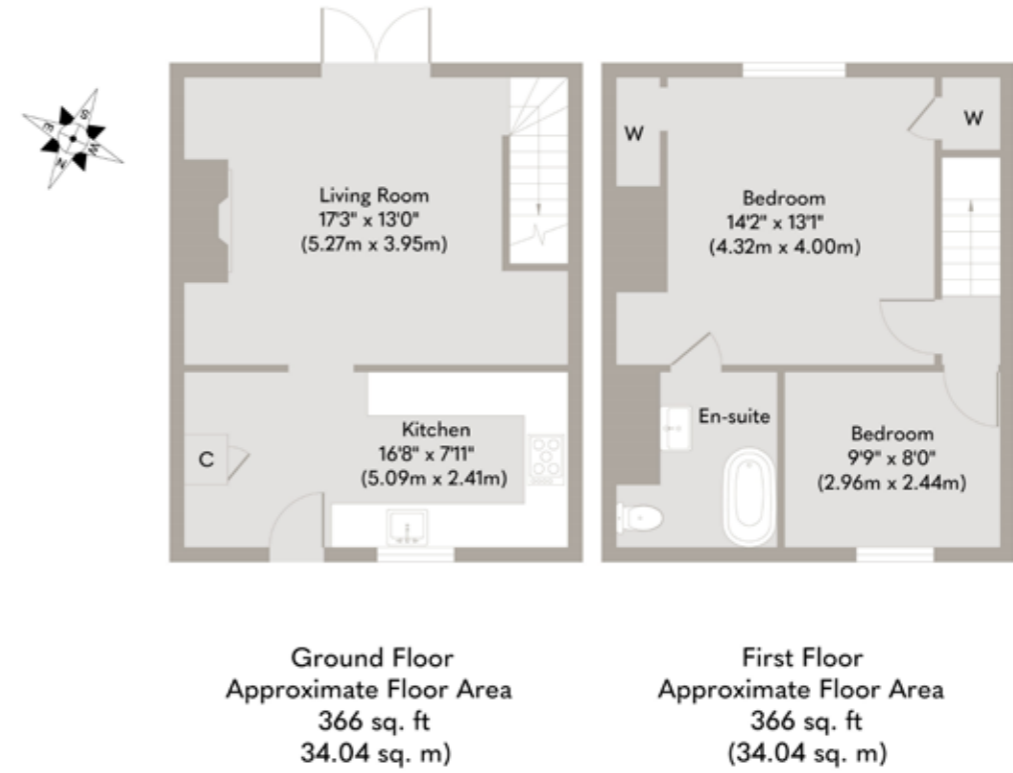 S
E
W
N
Living Room
17'3" x 13'0"
(5.27m x 3.95m)
C
Kitchen
16'8" x 7'11"
(5.09m x 2.41m)
W
W
Bedroom
14'2" x 13'1"
(4.32m x 4.00m)
En-suite
Bedroom
9'9" x 8'0"
(2.96m x 2.44m)
Ground Floor
Approximate Floor Area
366 sq. ft
34.04 sq. m)
First Floor
Approximate Floor Area
366 sq. ft
(34.04 sq. m)